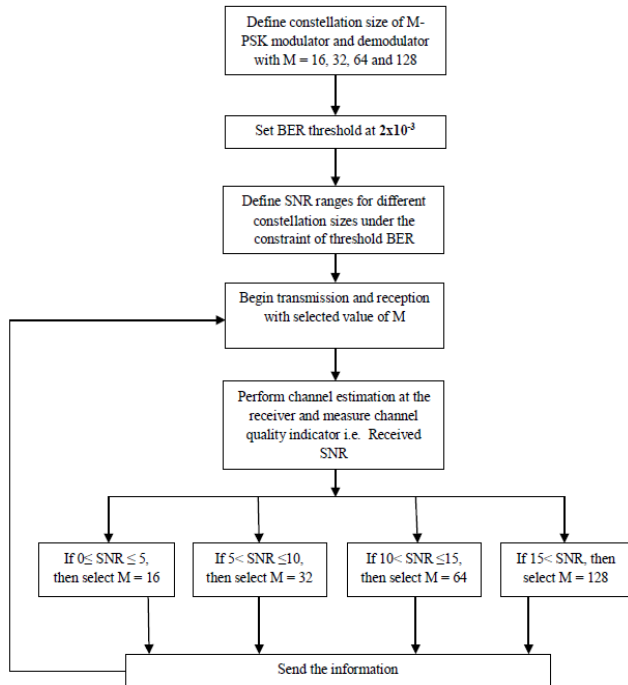 Define constellation size of M-
PSK modulator and demodulator
with M = 16, 32, 64 and 128
Set BER threshold at 2x10⁻³
Define SNR ranges for different
constellation sizes under the
constraint of threshold BER
Begin transmission and reception
with selected value of M
Perform channel estimation at the
receiver and measure channel
quality indicator i.e. Received
SNR
If 0≤ SNR ≤ 5,
then select M = 16
If 5< SNR ≤10,
then select M = 32
If 10< SNR ≤15,
then select M = 64
If 15< SNR, then
select M = 128
Send the information